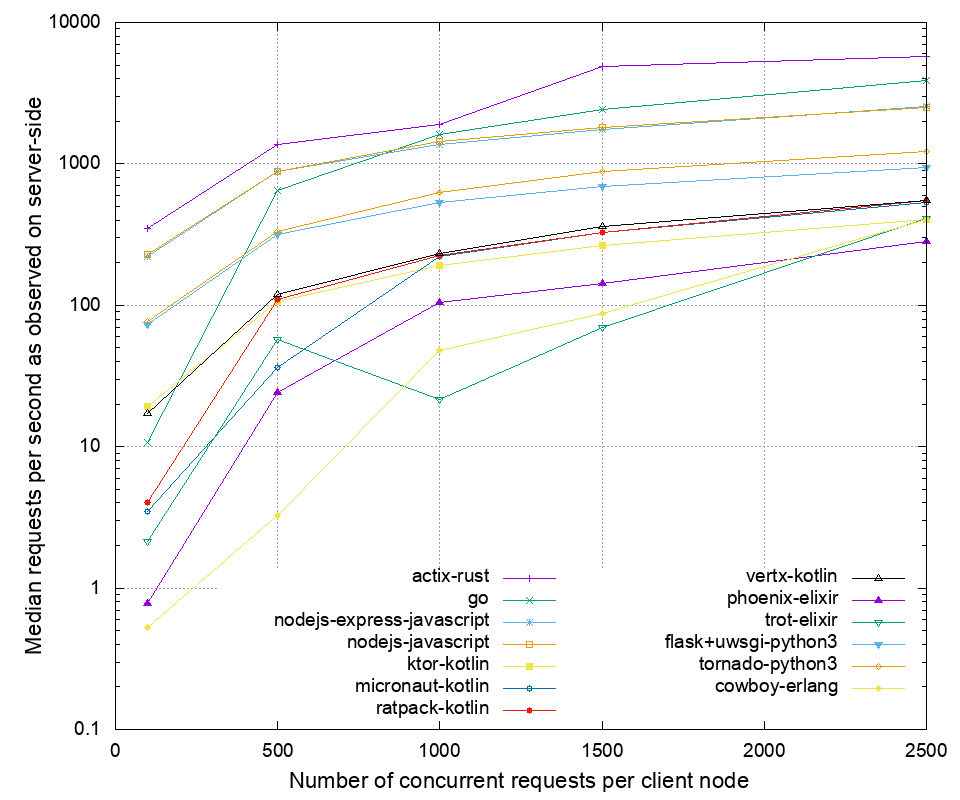 10000
1000
100
10
1
0.1
Median requests per second as observed on server-side
actix-rust
go
nodejs-express-javascript
nodejs-javascript
ktor-kotlin
micronaut-kotlin
ratpack-kotlin
vertx-kotlin
phoenix-elixir
trot-elixir
flask+uwsgi-python3
tornado-python3
cowboy-erlang
0 500 1000 1500 2000 2500
Number of concurrent requests per client node